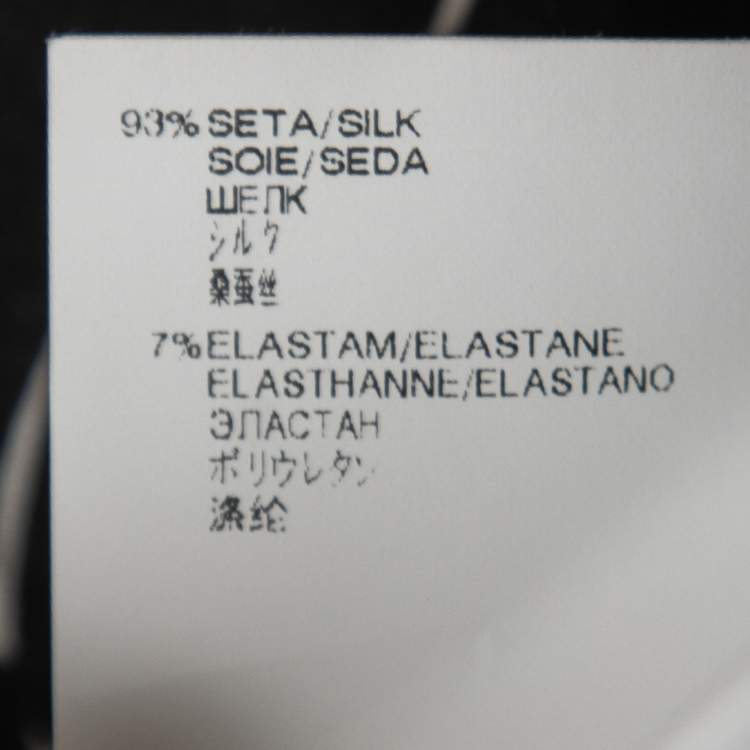 93% SETA/SILK
SOIE/SEDA
ШЕЛК
シルク
桑蚕丝
7% ELASTAM/ELASTANE
ELASTHANNE/ELASTANO
ЭЛАСТАН
ポリウレタン
涤纶